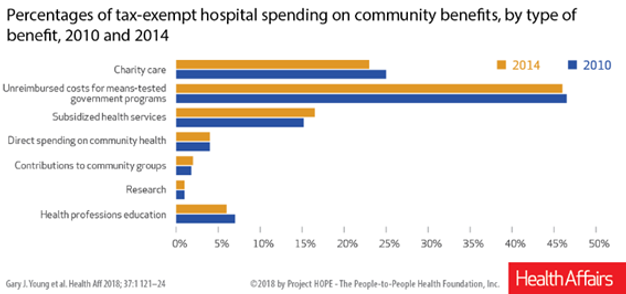 Percentages of tax-exempt hospital spending on community benefits, by type of
benefit, 2010 and 2014
2014 2010
Charity care
Unreimbursed costs for means-tested
government programs
Subsidized health services
Direct spending on community health
Contributions to community groups
Research
Health professions education
0% 5% 10% 15% 20% 25% 30% 35% 40% 45% 50%
Gary J. Young et al. Health Aff 2018; 37:1 121–24
©2018 by Project HOPE - The People-to-People Health Foundation, Inc.
HealthAffairs